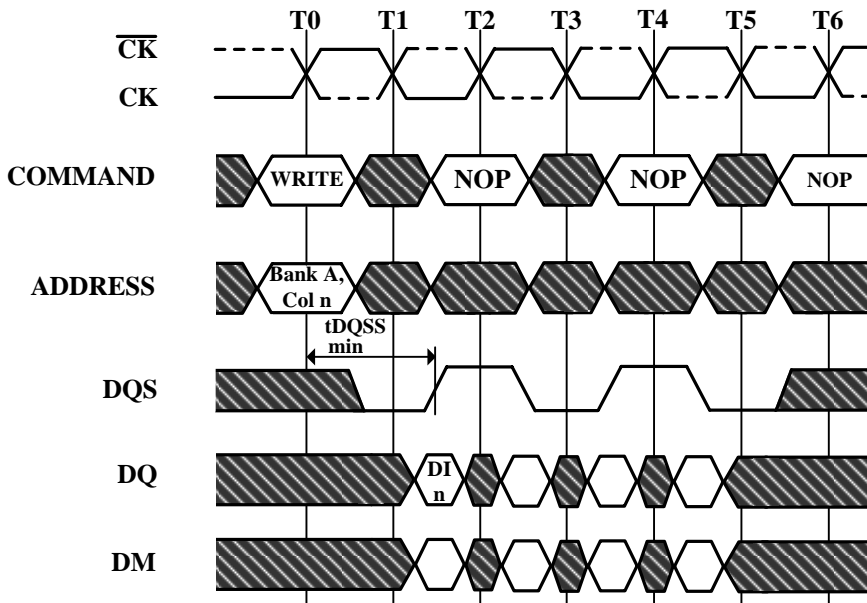 T0 T1 T2 T3 T4 T5 T6
CK
CK
COMMAND WRITE NOP NOP NOP
ADDRESS Bank A,
Col n
tDQSS
min
DQS
DQ DI
n
DM